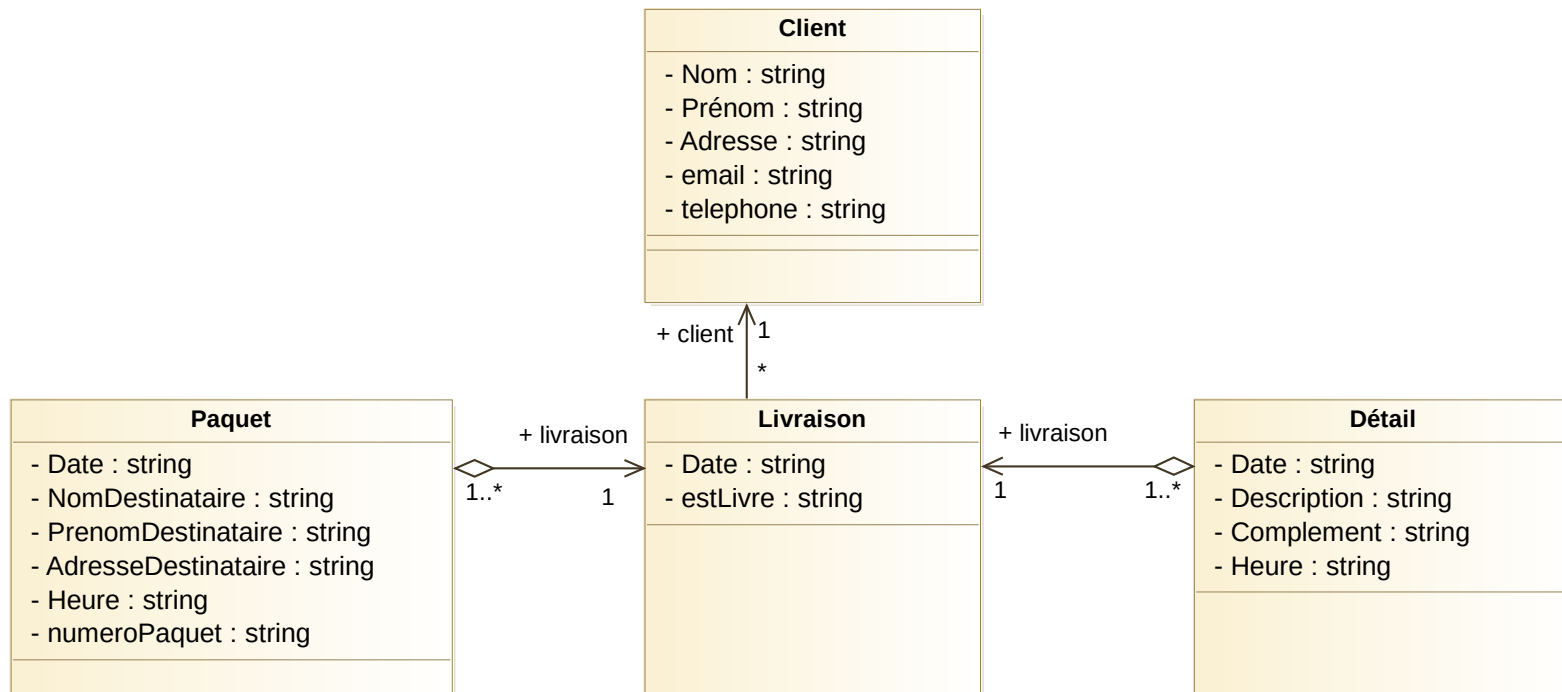 Client
- Nom : string
- Prénom : string
- Adresse : string
- email : string
- telephone : string
+ client
1
*
Paquet
- Date : string
- NomDestinataire : string
- PrenomDestinataire : string
- AdresseDestinataire : string
- Heure : string
- numeroPaquet : string
+ livraison
1..*
1
Livraison
- Date : string
- estLivre : string
+ livraison
1
1..*
Détail
- Date : string
- Description : string
- Complement : string
- Heure : string